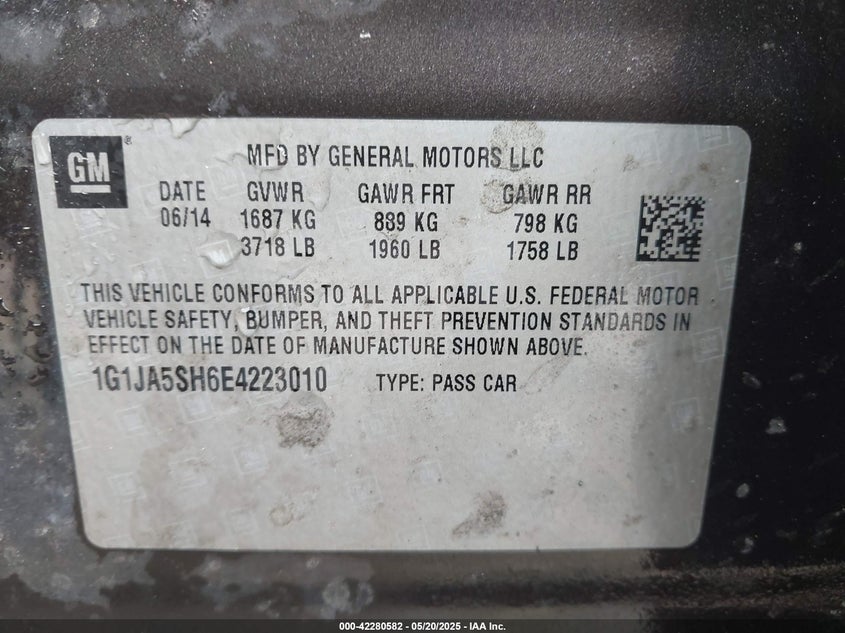 GM ®
MFD BY GENERAL MOTORS LLC
DATE GVWR GAWR FRT GAWR RR
06/14 1687 KG 889 KG 798 KG
3718 LB 1960 LB 1758 LB
THIS VEHICLE CONFORMS TO ALL APPLICABLE U.S. FEDERAL MOTOR
VEHICLE SAFETY, BUMPER, AND THEFT PREVENTION STANDARDS IN
EFFECT ON THE DATE OF MANUFACTURE SHOWN ABOVE.
1G1JA5SH6E4223010 TYPE: PASS CAR
000-42280582 - 05/20/2025 - IAA Inc.